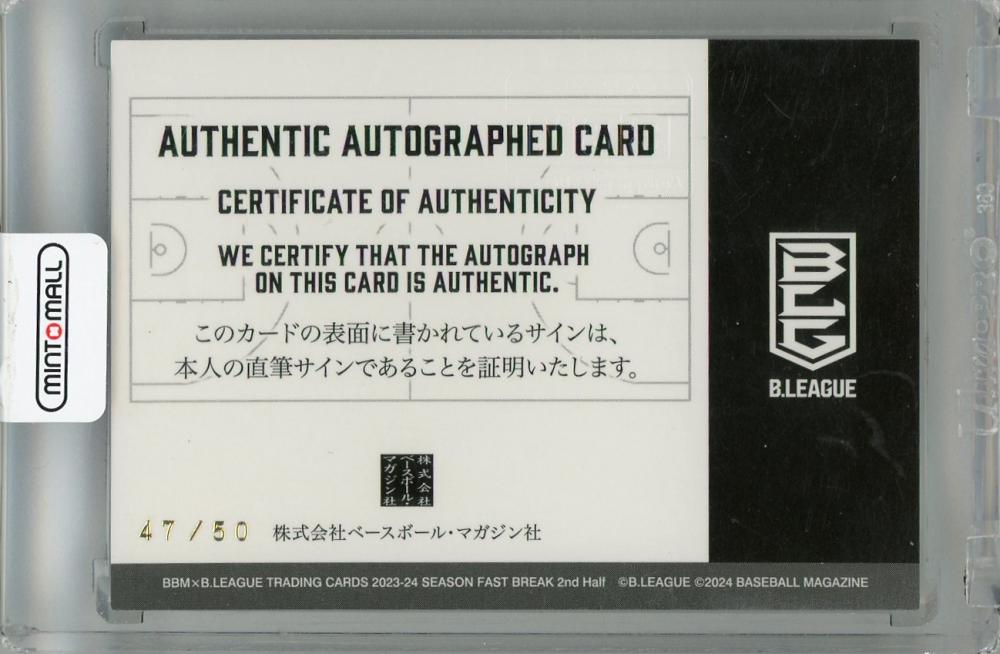 AUTHENTIC AUTOGRAPHED CARD
CERTIFICATE OF AUTHENTICITY
WE CERTIFY THAT THE AUTOGRAPH
ON THIS CARD IS AUTHENTIC.
このカードの表面に書かれているサインは、
本人の直筆サインであることを証明いたします。
株式会社
ベースボール・
マガジン社
47/50 株式会社ベースボール・マガジン社
BBM×B.LEAGUE TRADING CARDS 2023-24 SEASON FAST BREAK 2nd Half ©B.LEAGUE ©2024 BASEBALL MAGAZINE
B.LEAGUE
MINTOMALL